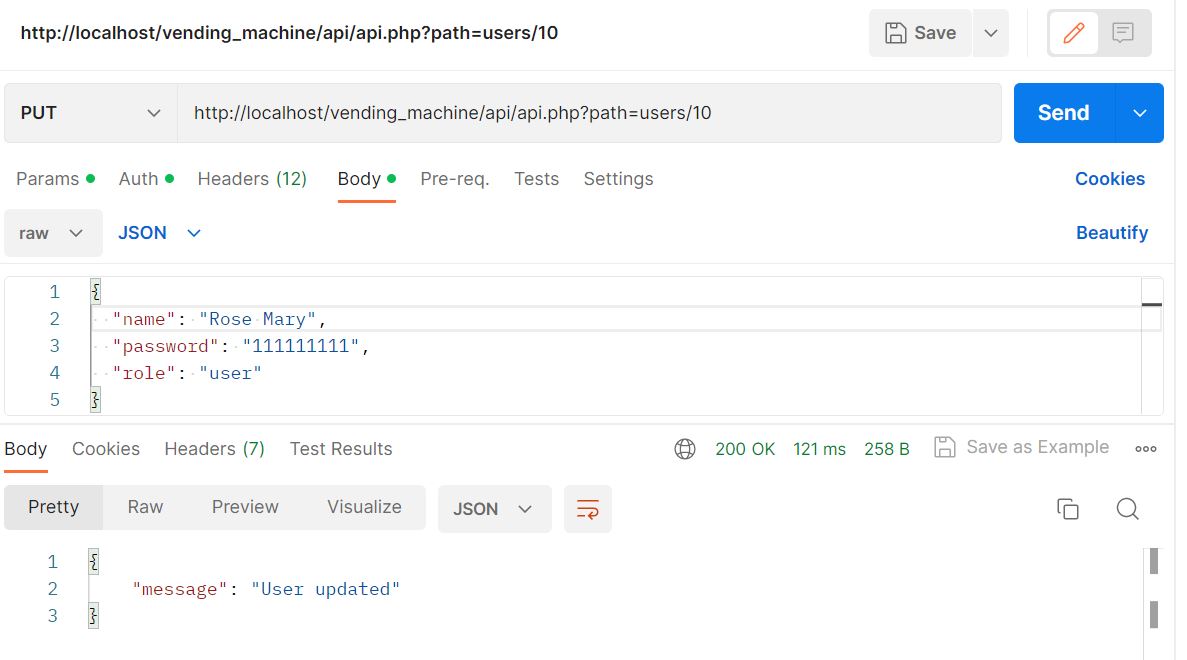 http://localhost/vending_machine/api/api.php?path=users/10 Save
PUT http://localhost/vending_machine/api/api.php?path=users/10 Send
Params Auth Headers (12) Body Pre-req. Tests Settings Cookies
raw JSON Beautify
1 {
2 "name": "Rose Mary",
3 "password": "111111111",
4 "role": "user"
5 }
Body Cookies Headers (7) Test Results 200 OK 121 ms 258 B Save as Example
Pretty Raw Preview Visualize JSON
1 {
2 "message": "User updated"
3 }